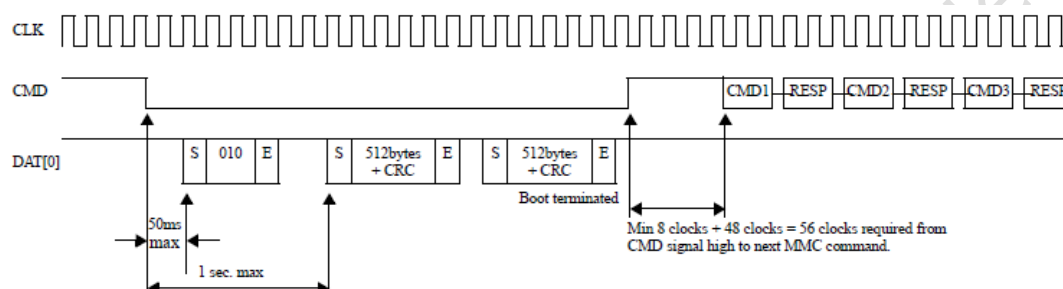 CLK
CMD
CMD1 RESP CMD2 RESP CMD3 RESP
DAT[0]
S 010 E S 512bytes + CRC E S 512bytes + CRC E
Boot terminated
50ms max
1 sec. max
Min 8 clocks + 48 clocks = 56 clocks required from
CMD signal high to next MMC command.